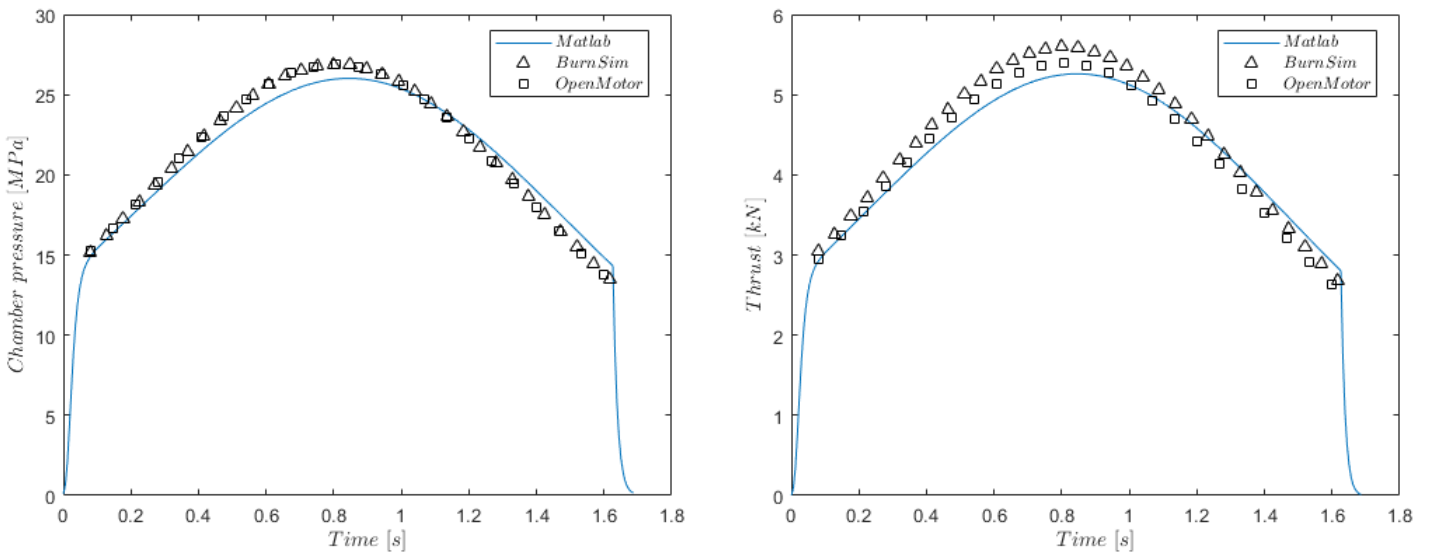 30
25
20
15
10
5
0
0 0.2 0.4 0.6 0.8 1 1.2 1.4 1.6 1.8
Chamber pressure [MPa]
Time [s]
Matlab
BurnSim
OpenMotor
6
5
4
3
2
1
0
0 0.2 0.4 0.6 0.8 1 1.2 1.4 1.6 1.8
Thrust [kN]
Time [s]
Matlab
BurnSim
OpenMotor